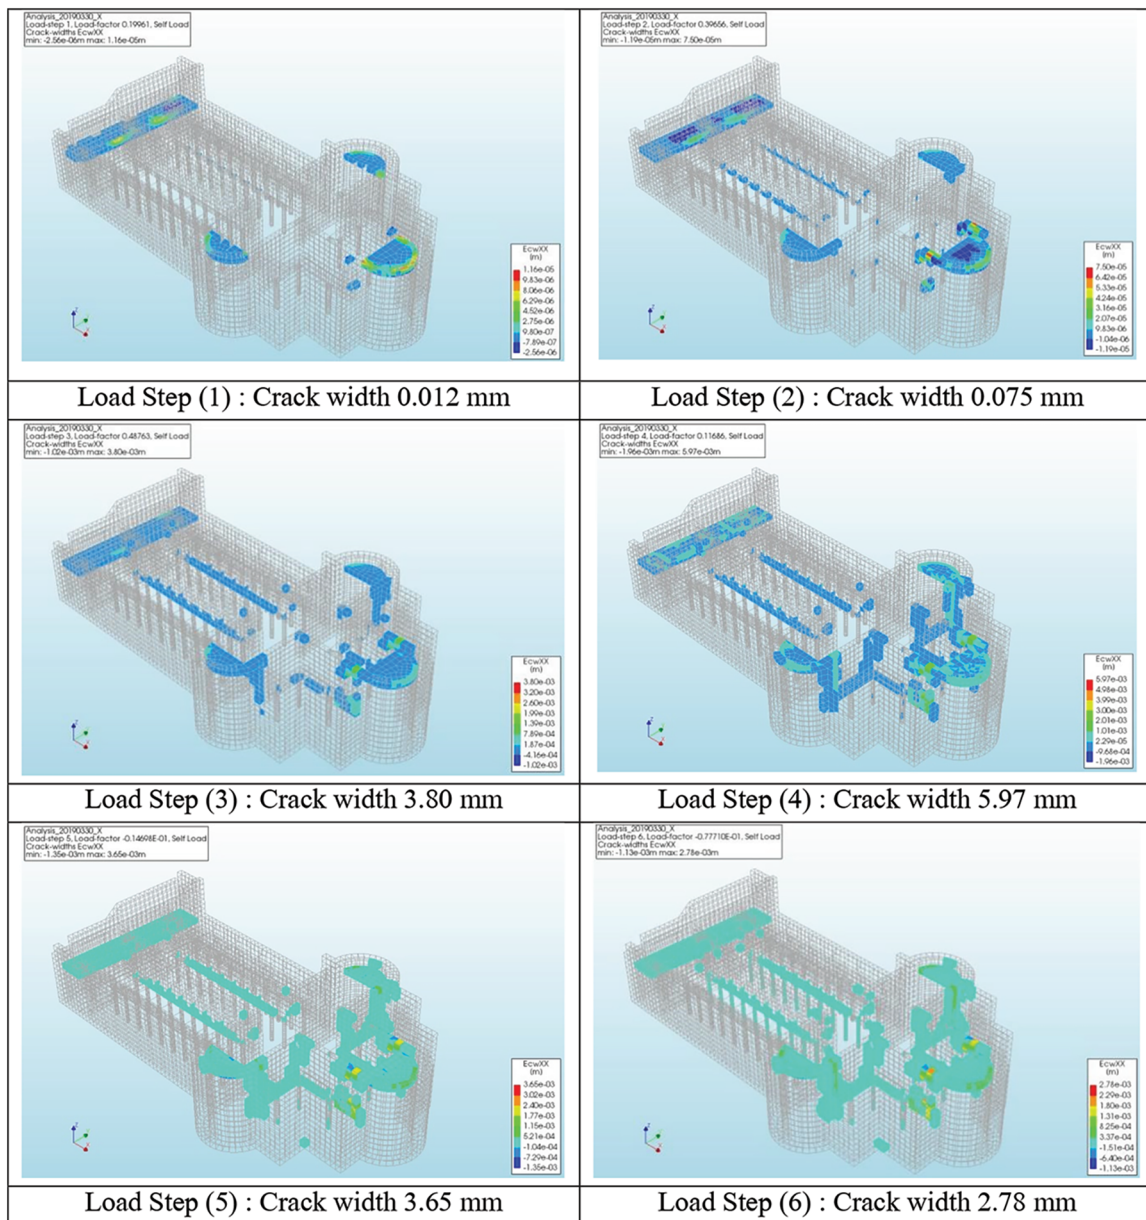 Analysis_20190330_X
Load-step 1, Load-factor 0.19961, Self Load
Crack-widths EcwXX
min: -2.56e-06m max: 1.16e-05m
EcwXX
(m)
1.16e-05
9.83e-06
8.06e-06
6.29e-06
4.52e-06
2.75e-06
9.80e-07
-7.89e-07
-2.56e-06
Load Step (1) : Crack width 0.012 mm
Analysis_20190330_X
Load-step 2, Load-factor 0.39656, Self Load
Crack-widths EcwXX
min: -1.19e-05m max: 7.50e-05m
EcwXX
(m)
7.50e-05
6.42e-05
5.33e-05
4.24e-05
3.16e-05
2.07e-05
9.83e-06
-1.04e-06
-1.19e-05
Load Step (2) : Crack width 0.075 mm
Analysis_20190330_X
Load-step 3, Load-factor 0.48763, Self Load
Crack-widths EcwXX
min: -1.02e-03m max: 3.80e-03m
EcwXX
(m)
3.80e-03
3.20e-03
2.60e-03
1.99e-03
1.39e-03
7.89e-04
1.87e-04
-4.16e-04
-1.02e-03
Load Step (3) : Crack width 3.80 mm
Analysis_20190330_X
Load-step 4, Load-factor 0.11686, Self Load
Crack-widths EcwXX
min: -1.96e-03m max: 5.97e-03m
EcwXX
(m)
5.97e-03
4.98e-03
3.99e-03
3.00e-03
2.01e-03
1.01e-03
2.29e-05
-9.68e-04
-1.96e-03
Load Step (4) : Crack width 5.97 mm
Analysis_20190330_X
Load-step 5, Load-factor -0.14698E-01, Self Load
Crack-widths EcwXX
min: -1.35e-03m max: 3.65e-03m
EcwXX
(m)
3.65e-03
3.02e-03
2.40e-03
1.77e-03
1.15e-03
5.21e-04
-1.04e-04
-7.29e-04
-1.35e-03
Load Step (5) : Crack width 3.65 mm
Analysis_20190330_X
Load-step 6, Load-factor -0.77710E-01, Self Load
Crack-widths EcwXX
min: -1.13e-03m max: 2.78e-03m
EcwXX
(m)
2.78e-03
2.29e-03
1.80e-03
1.31e-03
8.25e-04
3.37e-04
-1.51e-04
-6.40e-04
-1.13e-03
Load Step (6) : Crack width 2.78 mm